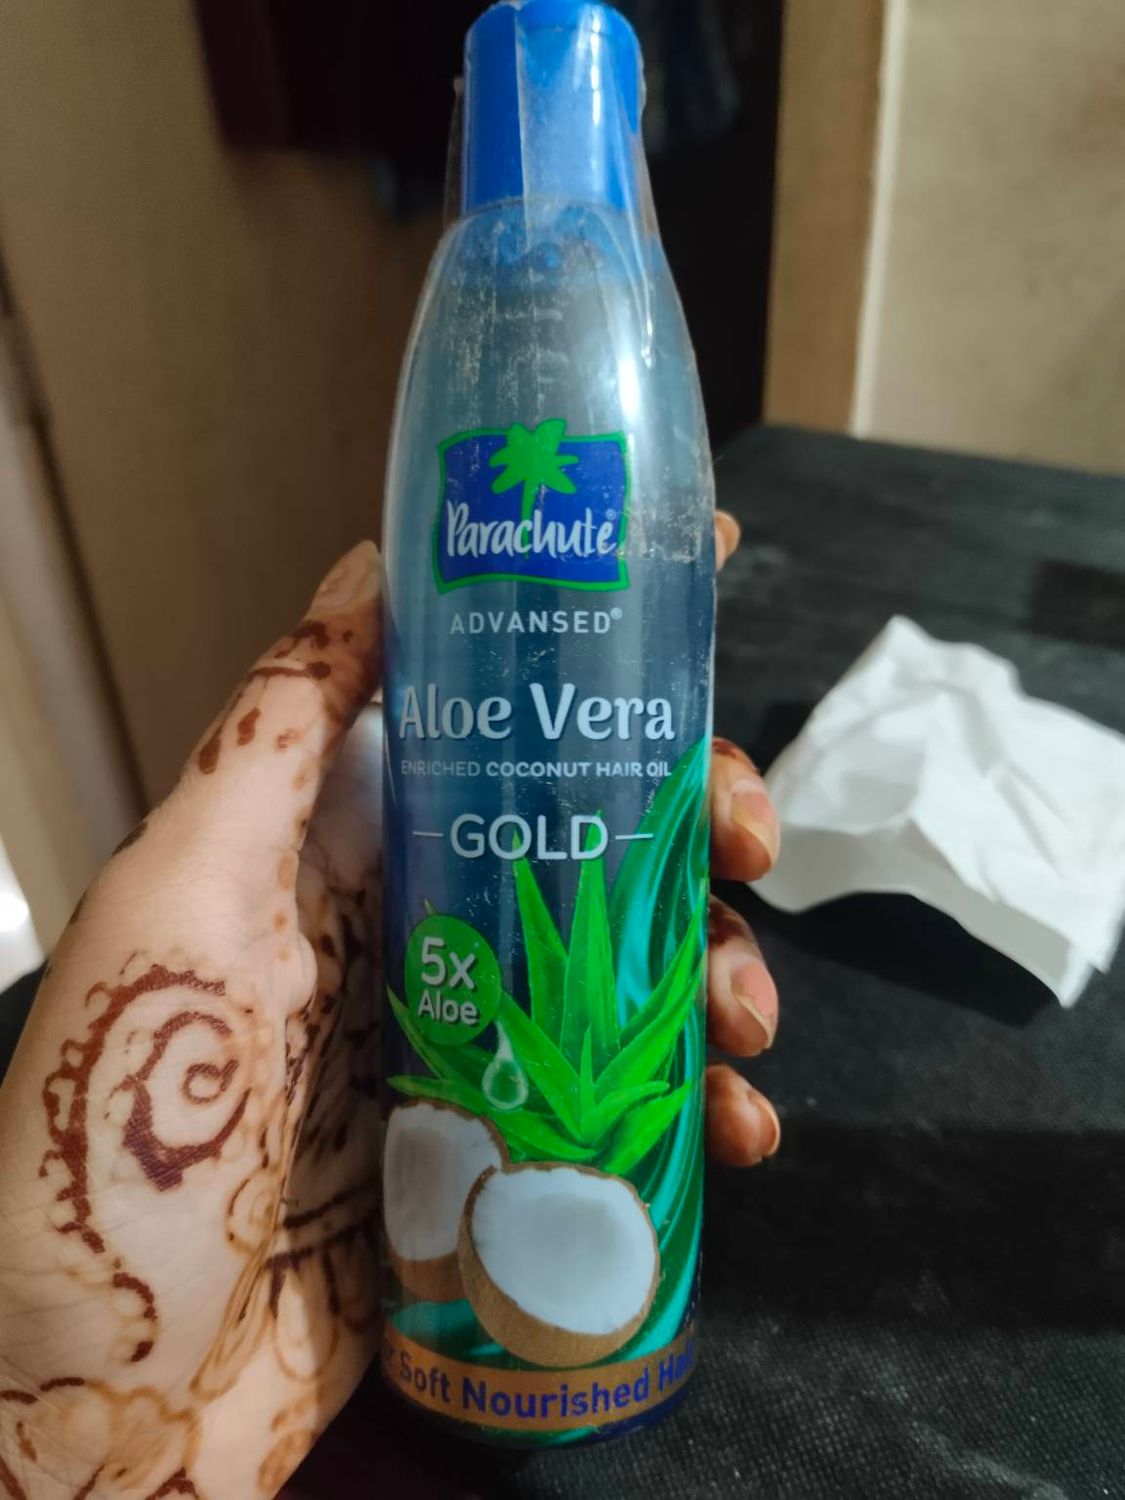 Parachute®
ADVANSED®
Aloe Vera
ENRICHED COCONUT HAIR OIL
GOLD
5x
Aloe
Soft Nourished